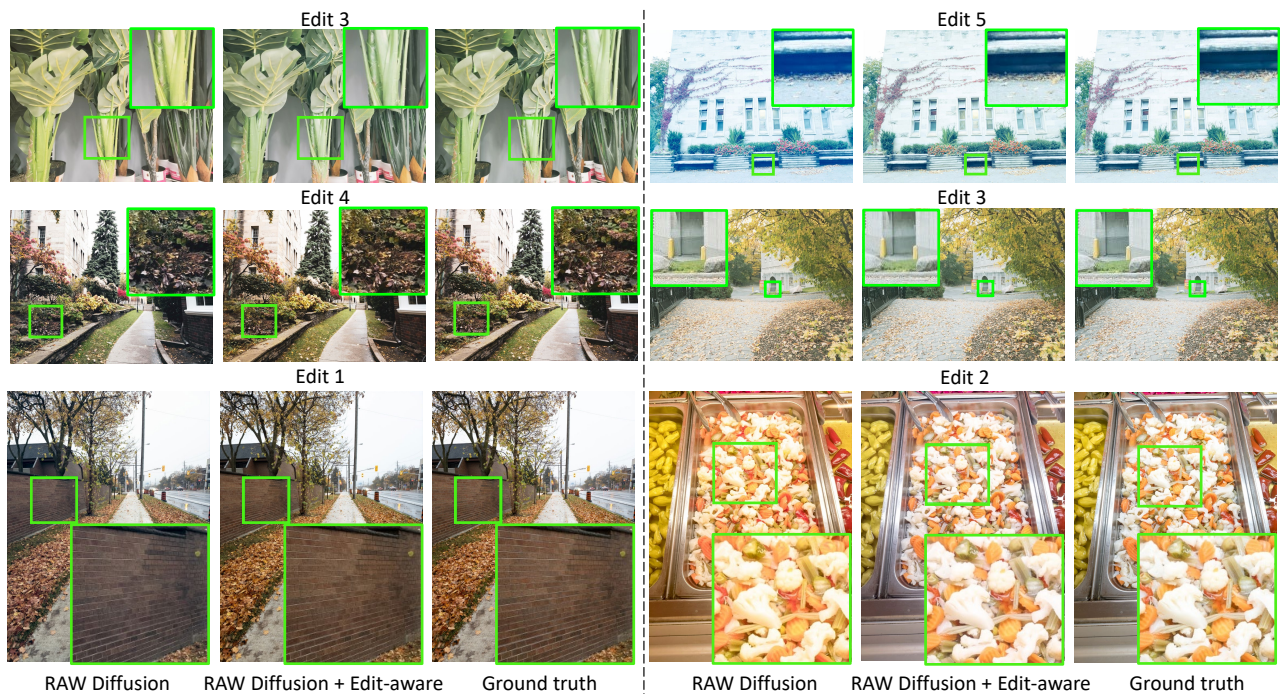 Edit 3
Edit 5
Edit 4
Edit 3
Edit 1
Edit 2
RAW Diffusion
RAW Diffusion + Edit-aware
Ground truth
RAW Diffusion
RAW Diffusion + Edit-aware
Ground truth